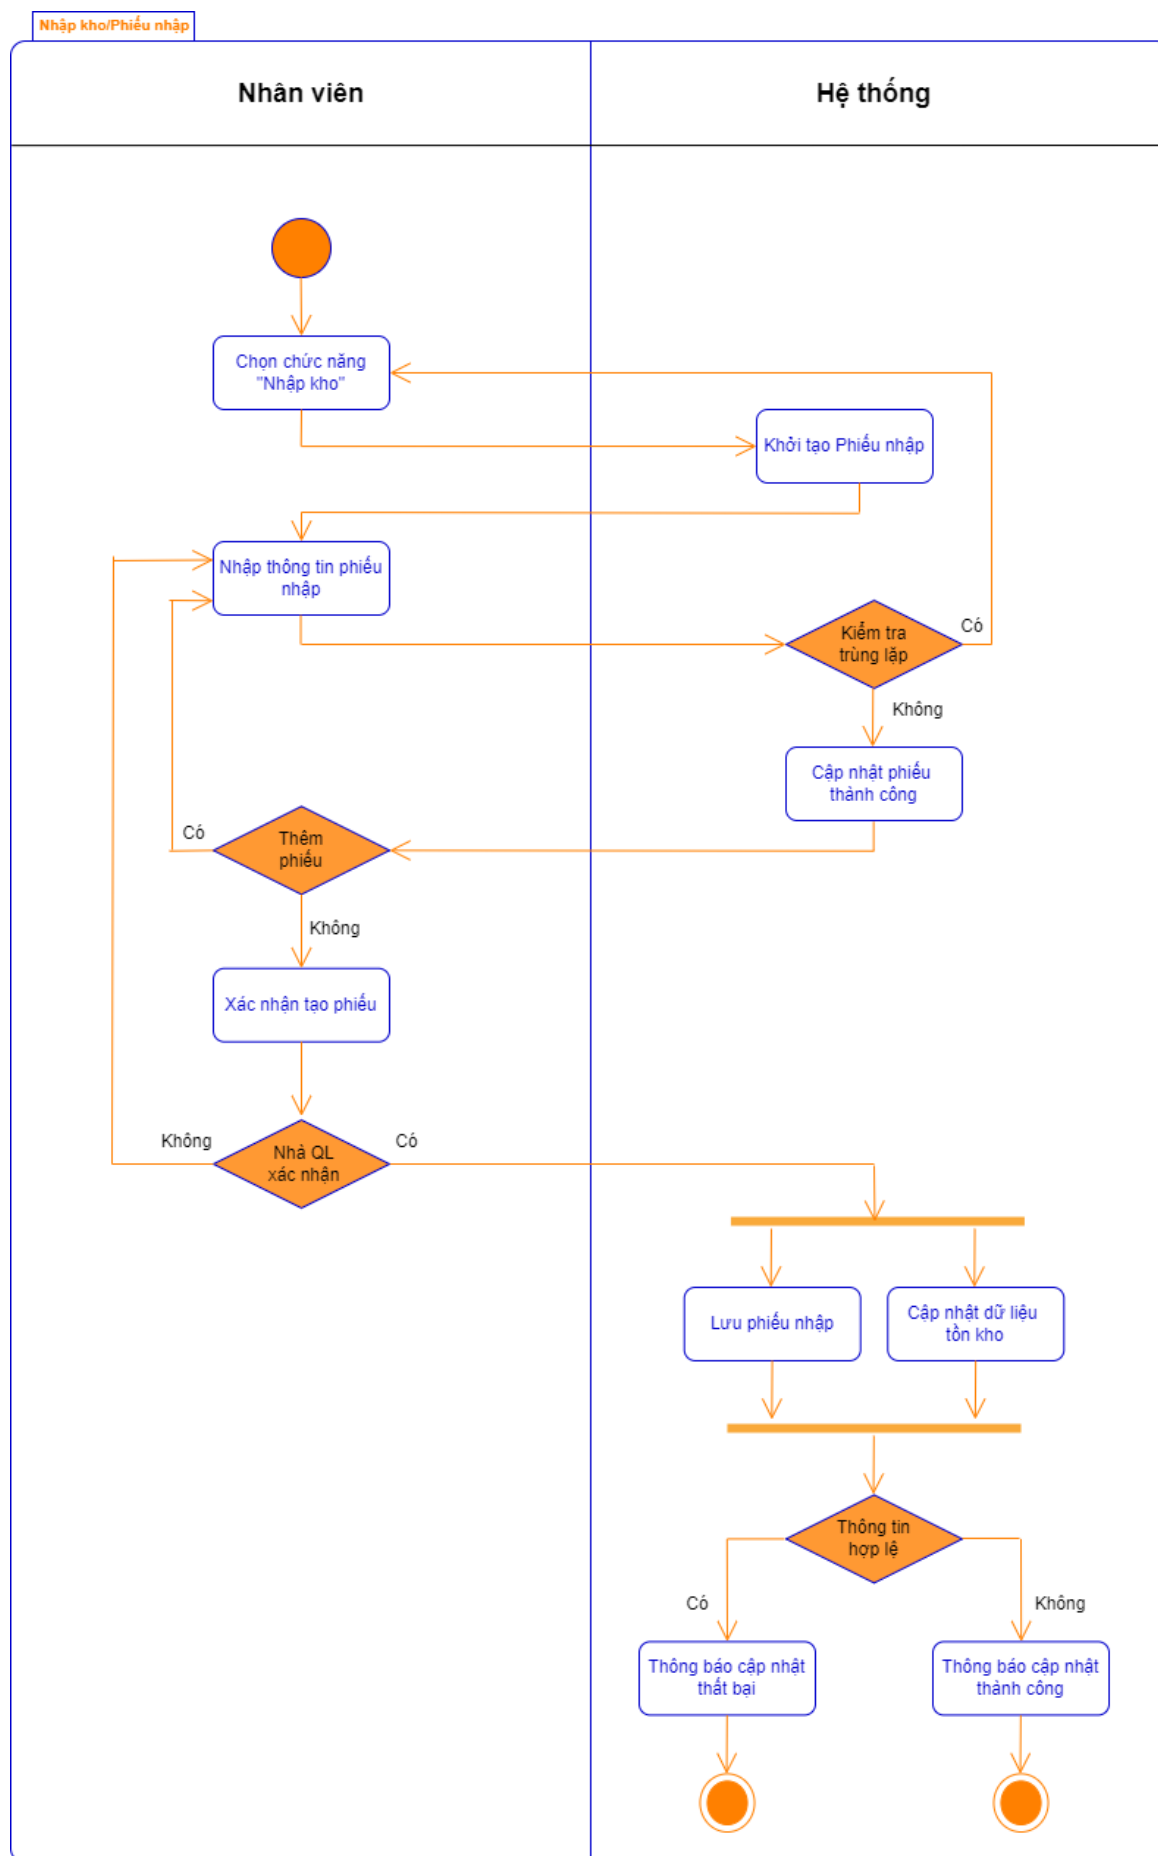 Nhập kho/Phiếu nhập
Nhân viên
Hệ thống
Chọn chức năng
"Nhập kho"
Khởi tạo Phiếu nhập
Nhập thông tin phiếu
nhập
Kiểm tra
trùng lặp
Có
Không
Cập nhật phiếu
thành công
Thêm
phiếu
Có
Không
Xác nhận tạo phiếu
Nhà QL
xác nhận
Không
Có
Lưu phiếu nhập
Cập nhật dữ liệu
tồn kho
Thông tin
hợp lệ
Có
Không
Thông báo cập nhật
thất bại
Thông báo cập nhật
thành công